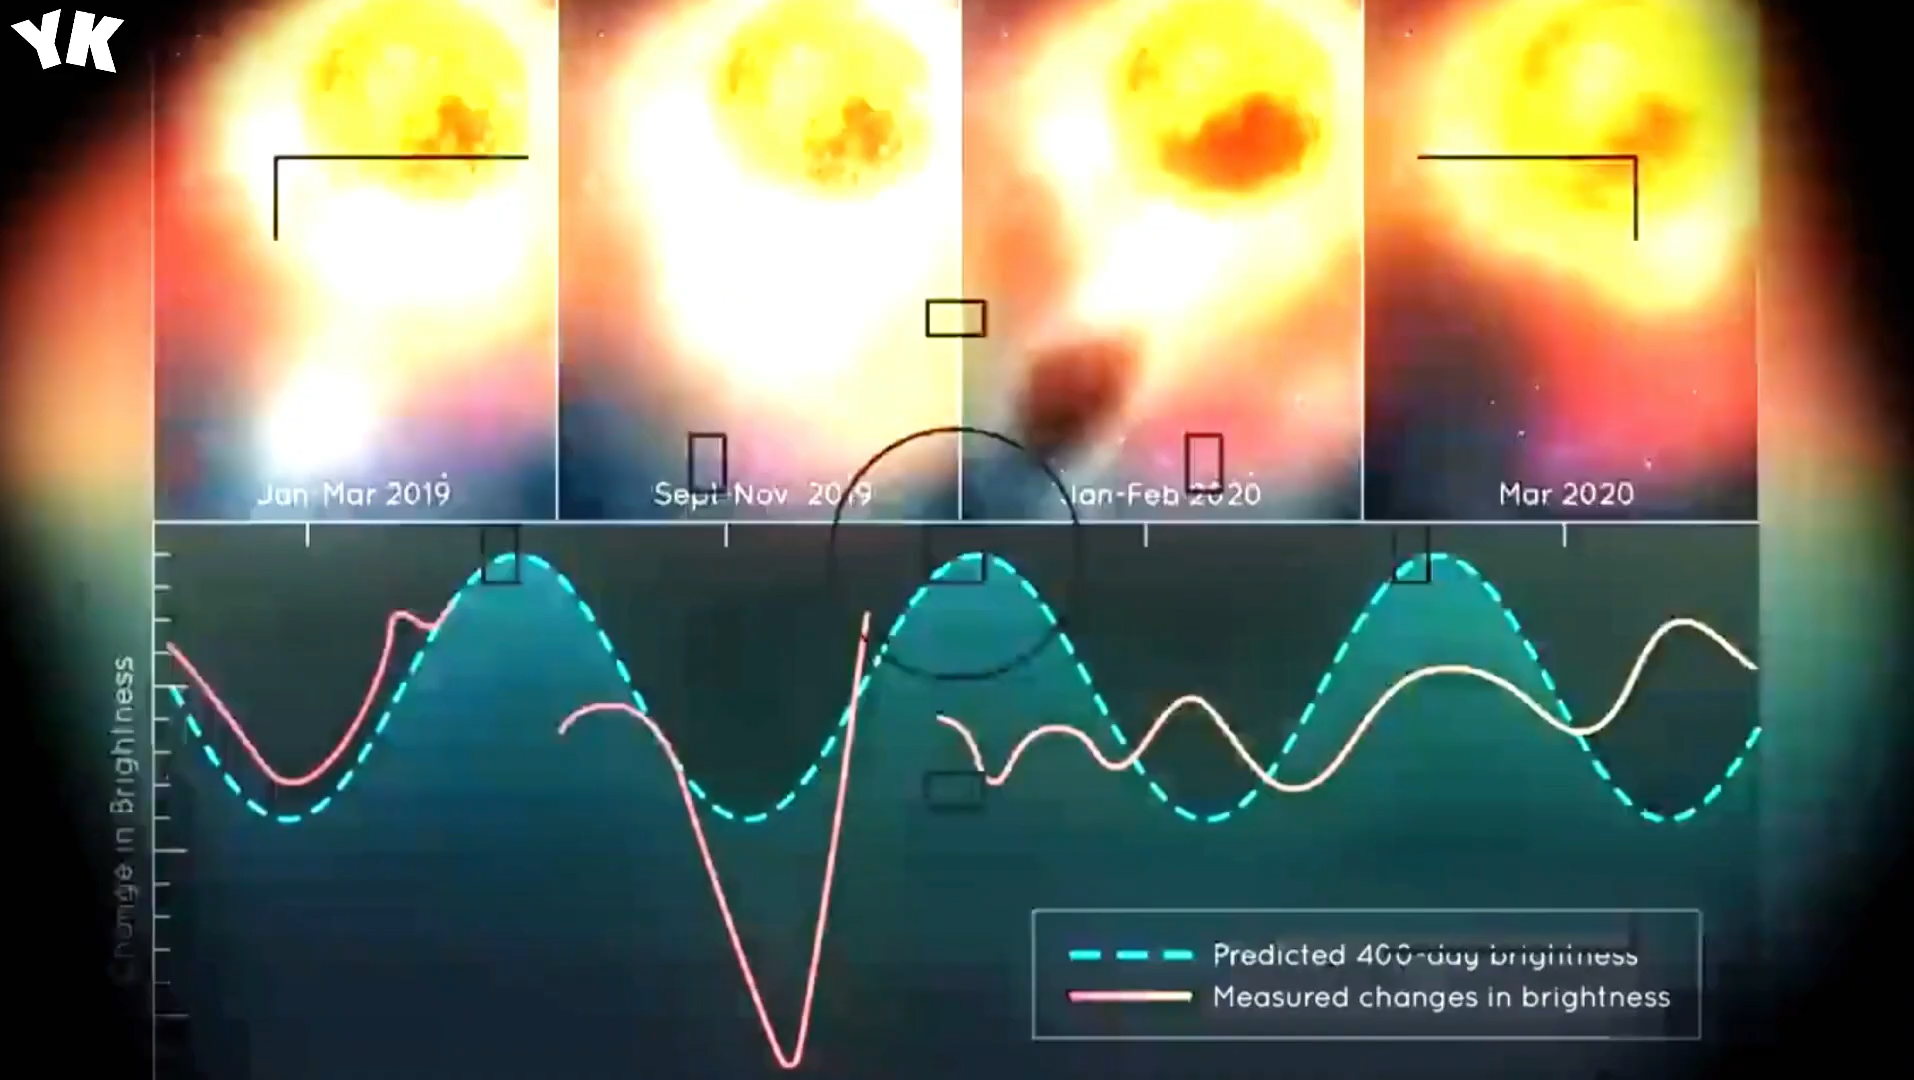 YK
Jan-Mar 2019
Sept-Nov 2019
Jan-Feb 2020
Mar 2020
Change in Brightness
Predicted 400-day brightness
Measured changes in brightness